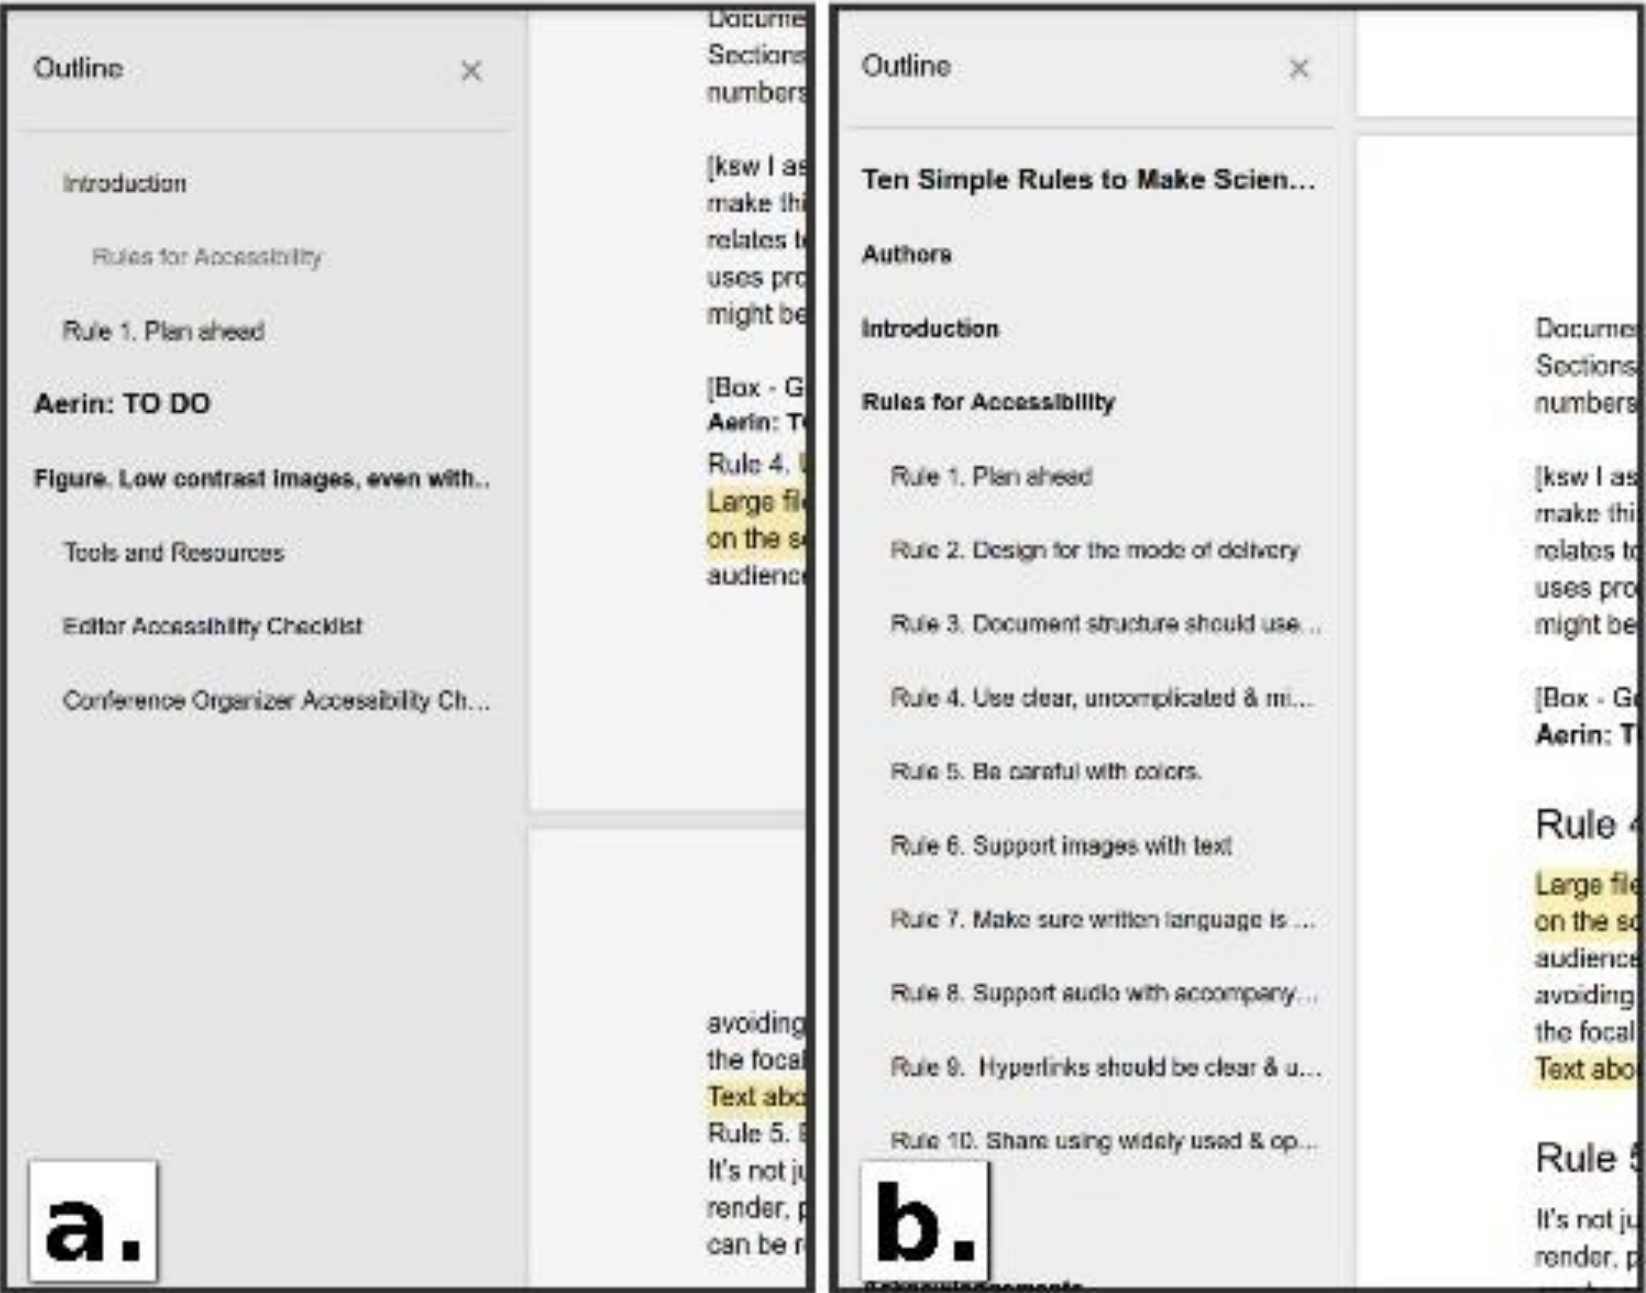 Outline ×
Introduction
Rules for Accessibility
Rule 1. Plan ahead
Aerin: TO DO
Figure. Low contrast images, even with..
Tools and Resources
Editor Accessibility Checklist
Conference Organizer Accessibility Ch...
Docume
Sections
numbers
[ksw I as
make thi
relates t
uses pro
might be
[Box - G
Aerin: T
Rule 4.
Large file
on the s
audience
avoiding
the focal
Text abo
Rule 5.
It's not ju
render, p
can be r
a.
Outline ×
Ten Simple Rules to Make Scien...
Authors
Introduction
Rules for Accessibility
Rule 1. Plan ahead
Rule 2. Design for the mode of delivery
Rule 3. Document structure should use...
Rule 4. Use clear, uncomplicated & mi...
Rule 5. Be careful with colors.
Rule 6. Support images with text
Rule 7. Make sure written language is ...
Rule 8. Support audio with accompany...
Rule 9. Hyperlinks should be clear & u...
Rule 10. Share using widely used & op...
Acknowledgements
Documen
Sections
numbers
[ksw I as
make thi
relates to
uses pro
might be
[Box - G
Aerin: T
Rule 4
Large file
on the sc
audience
avoiding
the focal
Text abo
Rule 5
It's not ju
render, p
b.